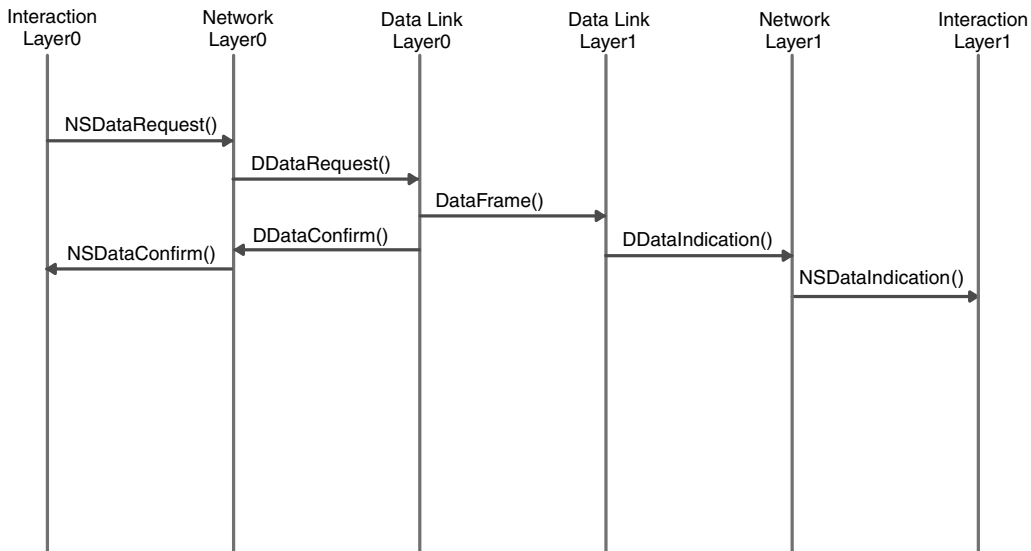 Interaction
Layer0
Network
Layer0
Data Link
Layer0
Data Link
Layer1
Network
Layer1
Interaction
Layer1
NSDataRequest()
DDataRequest()
DataFrame()
DDataConfirm()
DDataIndication()
NSDataConfirm()
NSDataIndication()